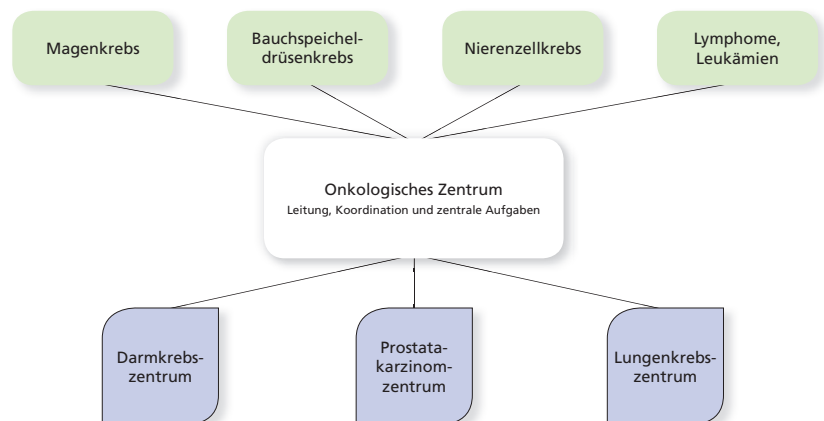 Magenkrebs
Bauchspeichel-
drüsenkrebs
Nierenzellkrebs
Lymphome,
Leukämien
Onkologisches Zentrum
Leitung, Koordination und zentrale Aufgaben
Darmkrebs-
zentrum
Prostata-
karzinom-
zentrum
Lungenkrebs-
zentrum